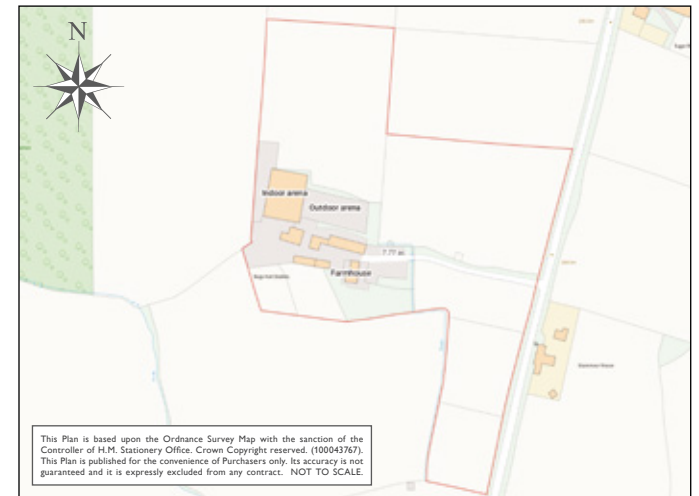 N
Indoor arena
Outdoor arena
7.77 ac
Farmhouse
This Plan is based upon the Ordnance Survey Map with the sanction of the
Controller of H.M. Stationery Office. Crown Copyright reserved. (100043767).
This Plan is published for the convenience of Purchasers only. Its accuracy is not
guaranteed and it is expressly excluded from any contract. NOT TO SCALE.